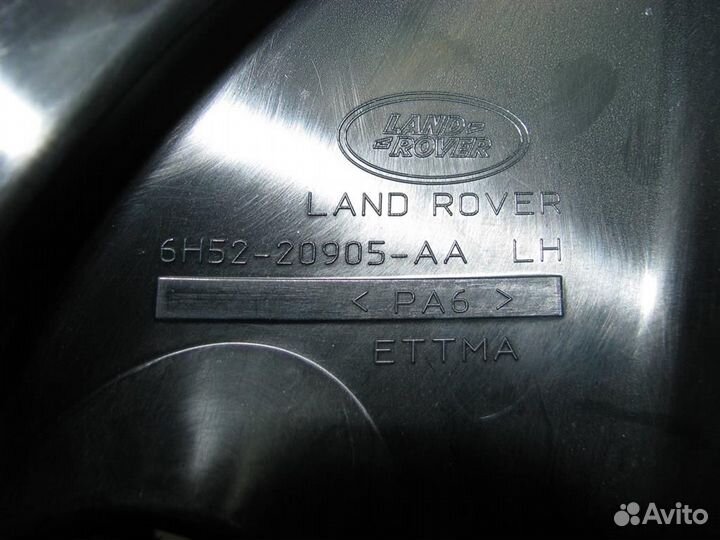 LAND
ROVER
LAND ROVER
6H52-20905-AA LH
< PA6 >
ETTMA
Avito